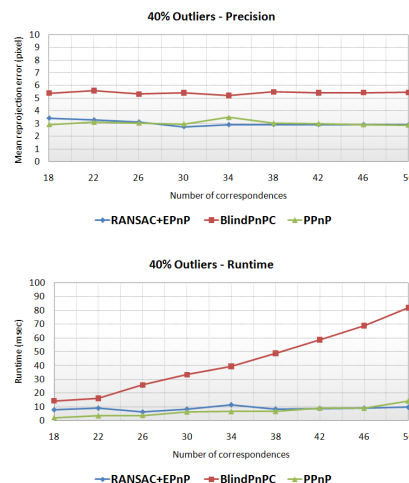 40% Outliers - Precision
Mean reprojection error (pixel)
10
9
8
7
6
5
4
3
2
1
0
18 22 26 30 34 38 42 46
Number of correspondences
RANSAC+EPnP BlindPnPC PPnP
40% Outliers - Runtime
Runtime (msec)
100
90
80
70
60
50
40
30
20
10
0
18 22 26 30 34 38 42 46
Number of correspondences
RANSAC+EPnP BlindPnPC PPnP